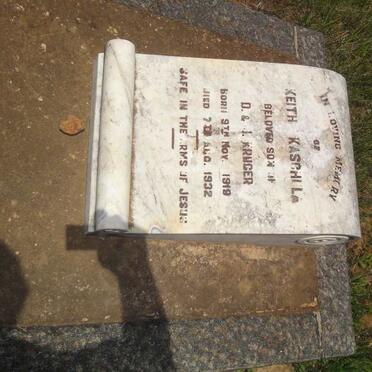 IN LOVING MEMORY
OF
KEITH
BELOVED SON OF
D. & I. KRUGER
BORN 9TH NOV. 1919
DIED 7TH AUG. 1932
SAFE IN THE ARMS OF JESUS